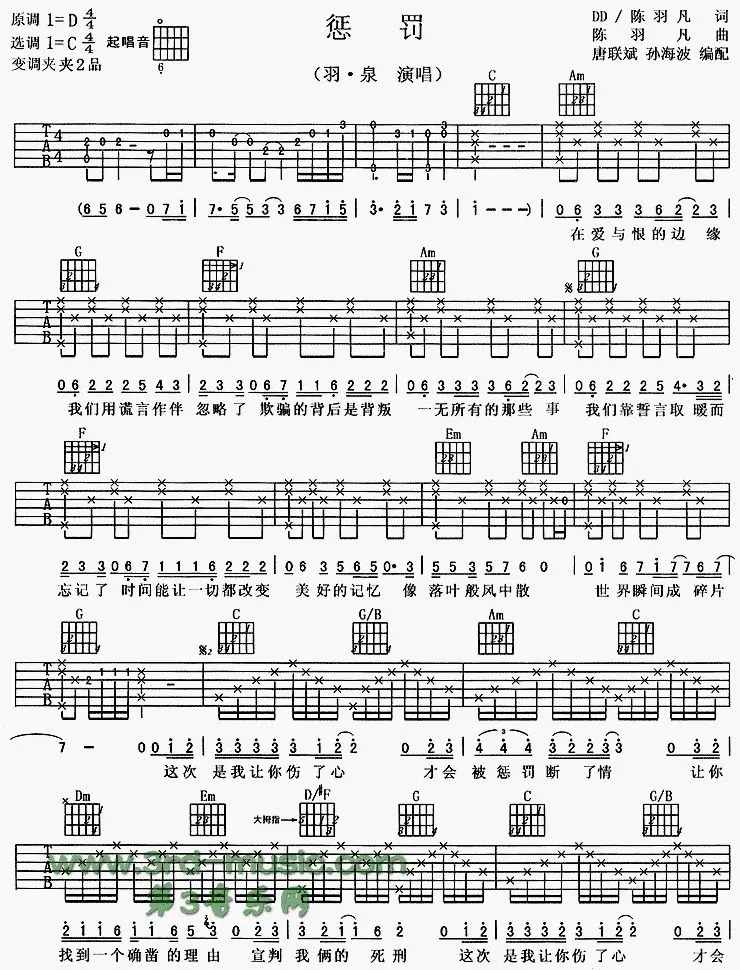 原调 1=D 4/4
选调 1=C 4/4 起唱音
变调夹夹2品
惩 罚
(羽·泉 演唱)
DD / 陈羽凡 词
陈 羽 凡 曲
唐联斌 孙海波 编配
C Am
(6 5 6 - 0 7 1 7· 5 5 3 3 6 7 1 5 3· 2 1 7 3 1 - - -) 0 6 3 3 3 6 2 2 3
在爱与恨的边缘
G F Am G
0 6 2 2 2 5 4 3 2 3 3 0 6 7 1 1 6 2 2 2 0 6 3 3 3 3 6 2 2 3 0 6 2 2 2 5 4· 3 2
我们用谎言作伴 忽略了 欺骗的背后是背叛 一无所有的那些 事 我们靠誓言取 暖而
F Em Am F
2 3 3 0 6 7 1 1 1 6 2 2 2 0 6 3 5 6 5 0· 3 5 5 3 5 7 6 0 0 1 6 7 1 7 7 6 7
忘记了 时间能让一切都改变 美好的记忆 像 落叶般风中散 世界瞬间成 碎片
G C G/B Am C
7 - 0 0 1 2 3 3 3 3 3 1 2 2 0 2 3 4 4 4 3 2 2 0 2 3
这次 是我让你伤了心 才会 被惩罚断了情 让你
Dm Em D/#F G C G/B
大拇指
www.3rd-music.com
第3音乐网
2 1 1 1 6 1 1 6 5 3 0 2 3 1 1 6 2 1 0 1 2 3 3 3 3 3 1 2 2 0 2 3
找到一个确凿的理由 宣判 我俩的 死刑 这次 是我让你伤了心 才会